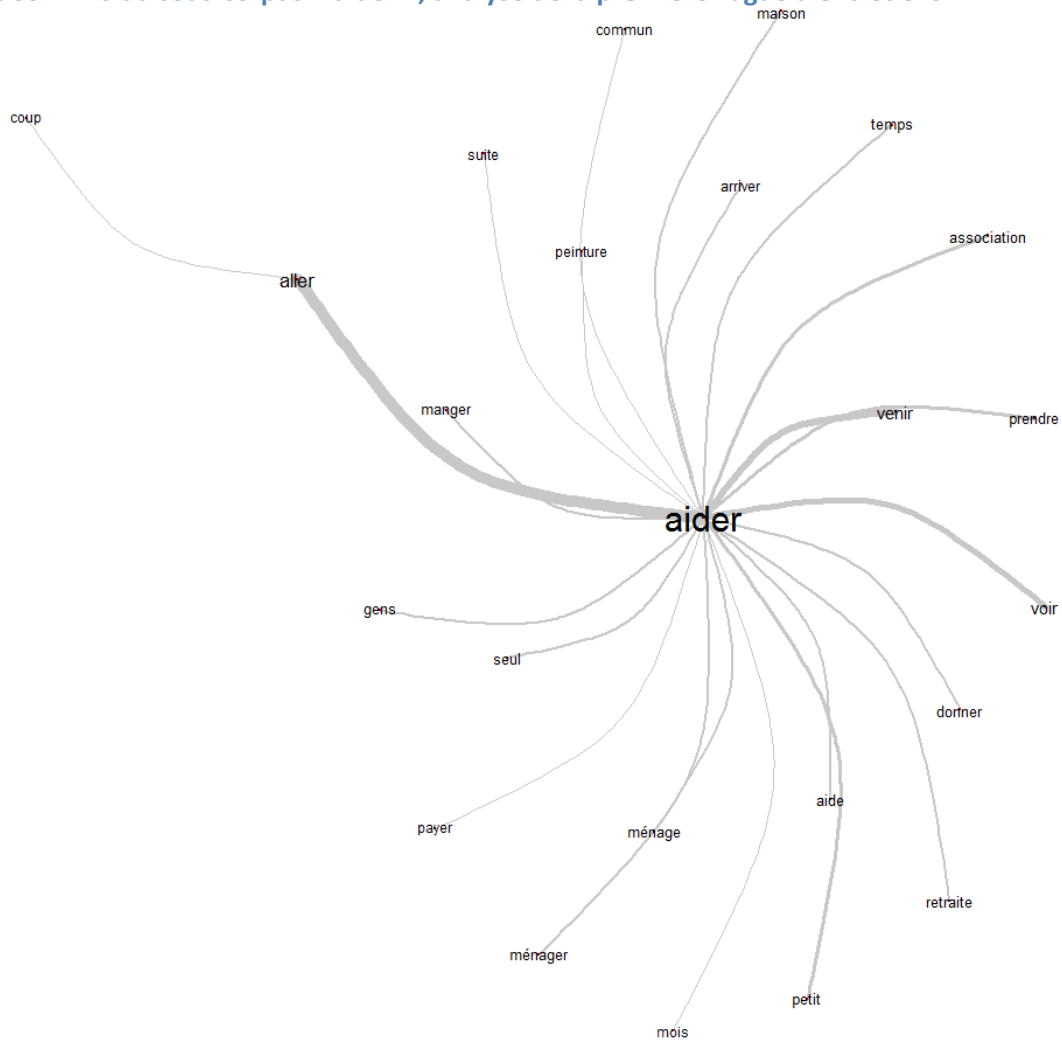 maison
commun
coup
temps
suite
arriver
association
peinture
aller
manger
venir
prendre
aider
voir
gens
seul
donner
aide
payer
ménage
retraite
ménager
petit
mois